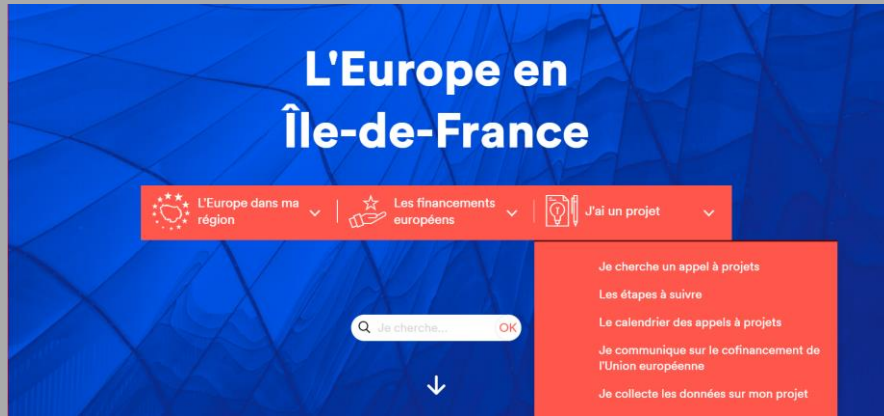 L'Europe en
Île-de-France
L'Europe dans ma
région
Les financements
européens
J'ai un projet
Je cherche un appel à projets
Les étapes à suivre
Le calendrier des appels à projets
Je communique sur le cofinancement de
l'Union européenne
Je collecte les données sur mon projet
Je cherche... OK